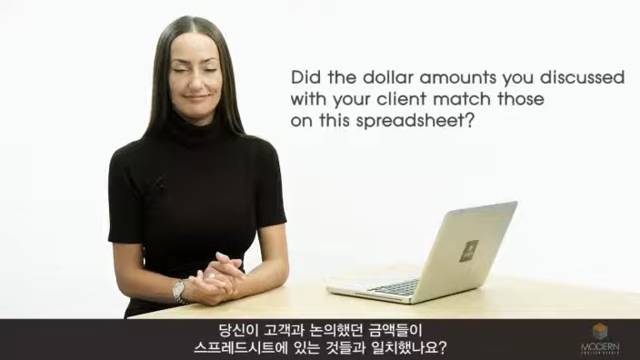 Did the dollar amounts you discussed
with your client match those
on this spreadsheet?
당신이 고객과 논의했던 금액들이
스프레드시트에 있는 것들과 일치했나요?
MODERN